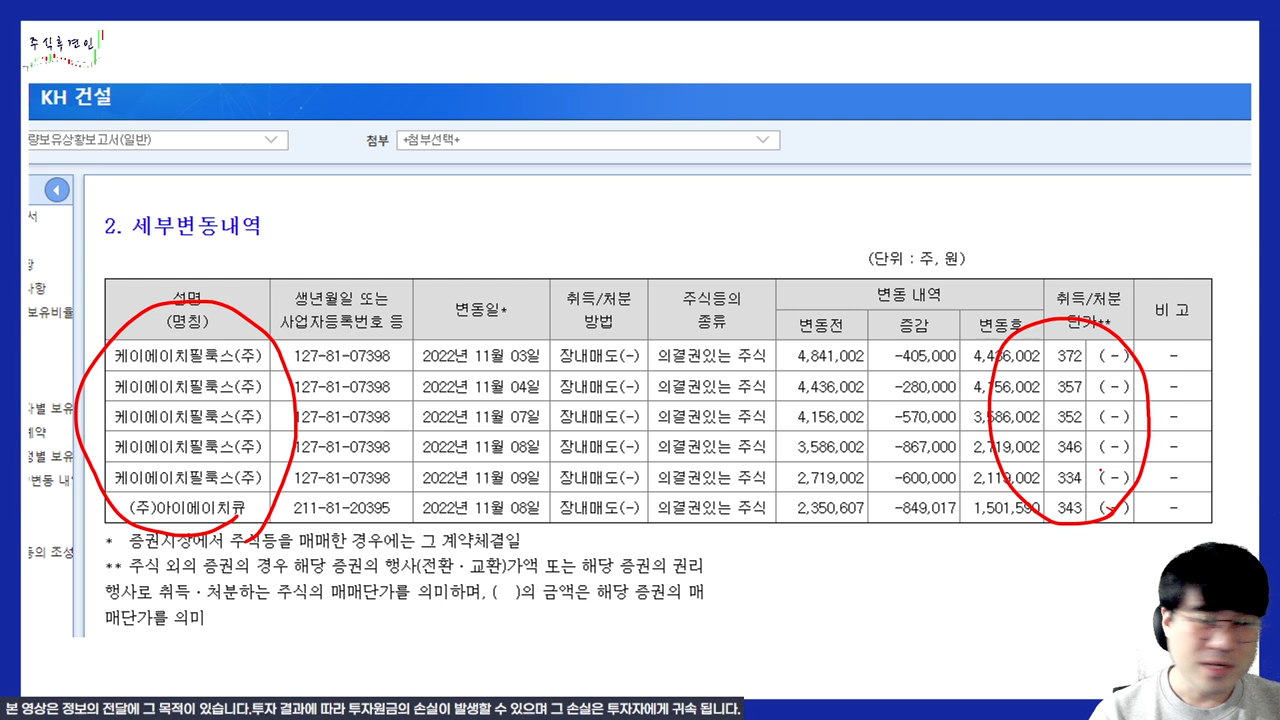 주식후견인
KH 건설
량보유상황보고서(일반)
첨부 +첨부선택+
서
2. 세부변동내역
(단위 : 주, 원)
성명 (명칭) 생년월일 또는 사업자등록번호 등 변동일* 취득/처분 방법 주식등의 종류 변동 내역 취득/처분 단가** 비 고
변동전 증감 변동후
케이에이치필룩스(주) 127-81-07398 2022년 11월 03일 장내매도(-) 의결권있는 주식 4,841,002 -405,000 4,436,002 372 (-) -
케이에이치필룩스(주) 127-81-07398 2022년 11월 04일 장내매도(-) 의결권있는 주식 4,436,002 -280,000 4,156,002 357 (-) -
케이에이치필룩스(주) 127-81-07398 2022년 11월 07일 장내매도(-) 의결권있는 주식 4,156,002 -570,000 3,586,002 352 (-) -
케이에이치필룩스(주) 127-81-07398 2022년 11월 08일 장내매도(-) 의결권있는 주식 3,586,002 -867,000 2,719,002 346 (-) -
케이에이치필룩스(주) 127-81-07398 2022년 11월 09일 장내매도(-) 의결권있는 주식 2,719,002 -600,000 2,119,002 334 (-) -
(주)아이에이치큐 211-81-20395 2022년 11월 08일 장내매도(-) 의결권있는 주식 2,350,607 -849,017 1,501,590 343 (-) -
사항
보유비율
자별 보유
계약
보유
변동 내
등의 조성
* 증권시장에서 주식등을 매매한 경우에는 그 계약체결일
** 주식 외의 증권의 경우 해당 증권의 행사(전환·교환)가액 또는 해당 증권의 권리
행사로 취득·처분하는 주식의 매매단가를 의미하며, ( )의 금액은 해당 증권의 매
매단가를 의미
본 영상은 정보의 전달에 그 목적이 있습니다.투자 결과에 따라 투자원금의 손실이 발생할 수 있으며 그 손실은 투자자에게 귀속 됩니다.